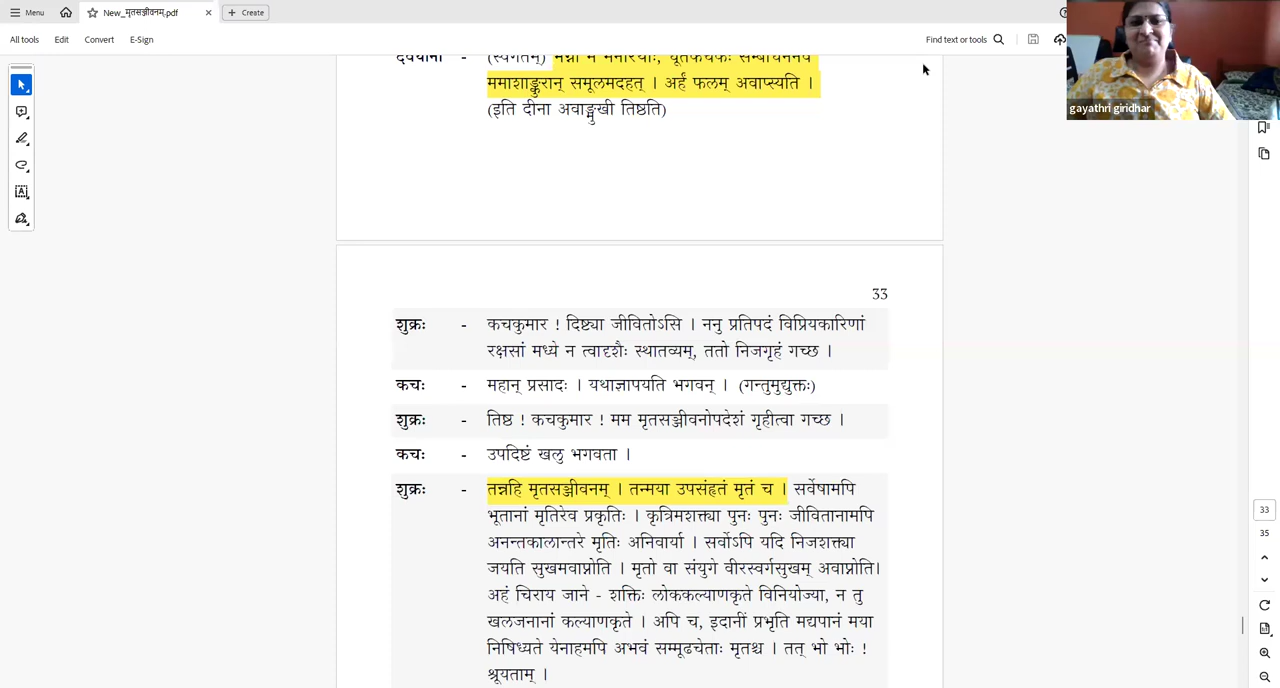 Menu
New_मृतसञ्जीवनम्.pdf
Create
All tools
Edit
Convert
E-Sign
Find text or tools
gayathri giridhar
ममाशाङ्कुरान् समूलमदहत् । अर्हं फलम् अवाप्स्यति ।
(इति दीना अवाङ्मुखी तिष्ठति)
33
शुक्रः - कचकुमार ! दिष्ट्या जीवितोऽसि । ननु प्रतिपदं विप्रियकारिणां
रक्षसां मध्ये न त्वादृशैः स्थातव्यम्, ततो निजगृहं गच्छ ।
कचः - महान् प्रसादः । यथाज्ञापयति भगवन् । (गन्तुमुद्युक्तः)
शुक्रः - तिष्ठ ! कचकुमार ! मम मृतसञ्जीवनोपदेशं गृहीत्वा गच्छ ।
कचः - उपदिष्टं खलु भगवता ।
शुक्रः - तन्नहि मृतसञ्जीवनम् । तन्मया उपसंहृतं मृतं च । सर्वेषामपि
भूतानां मृतिरेव प्रकृतिः । कृत्रिमशक्त्या पुनः पुनः जीवितानामपि
अनन्तकालान्तरे मृतिः अनिवार्या । सर्वोऽपि यदि निजशक्त्या
जयति सुखमवाप्नोति । मृतो वा संयुगे वीरस्वर्गसुखम् अवाप्नोति।
अहं चिराय जाने - शक्तिः लोककल्याणकृते विनियोज्या, न तु
खलजनानां कल्याणकृते । अपि च, इदानीं प्रभृति मद्यपानं मया
निषिध्यते येनाहमपि अभवं सम्मूढचेताः मृतश्च । तत् भो भोः !
श्रूयताम् ।
33
35